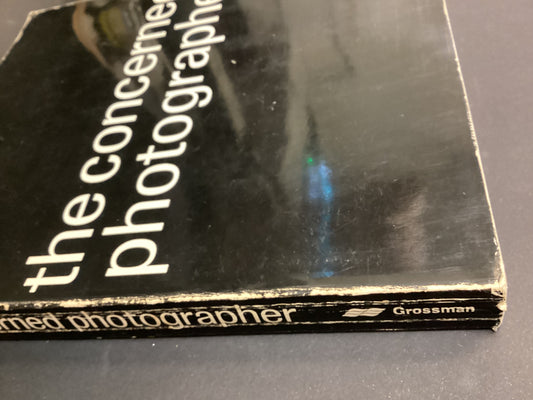 the concerne
photographe
rned photographer Grossman